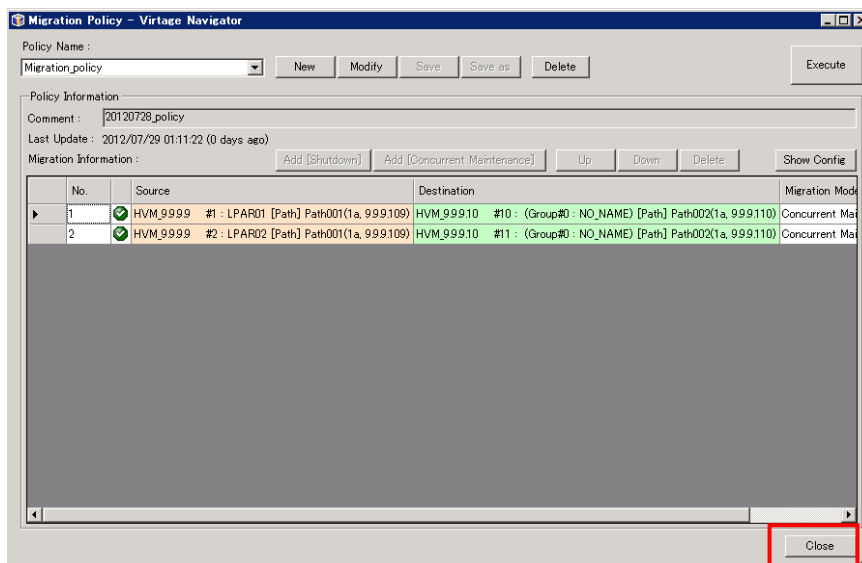 Migration Policy - Virtage Navigator
Policy Name :
Migration_policy New Modify Save Save as Delete Execute
Policy Information
Comment : 20120728_policy
Last Update : 2012/07/29 01:11:22 (0 days ago)
Migration Information : Add [Shutdown] Add [Concurrent Maintenance] Up Down Delete Show Config
No. Source Destination Migration Mode
1 HVM_9.9.9.9 #1 : LPAR01 [Path] Path001(1a, 9.9.9.109) HVM_9.9.9.10 #10 : (Group#0 : NO_NAME) [Path] Path002(1a, 9.9.9.110) Concurrent Mai
2 HVM_9.9.9.9 #2 : LPAR02 [Path] Path001(1a, 9.9.9.109) HVM_9.9.9.10 #11 : (Group#0 : NO_NAME) [Path] Path002(1a, 9.9.9.110) Concurrent Mai
Close